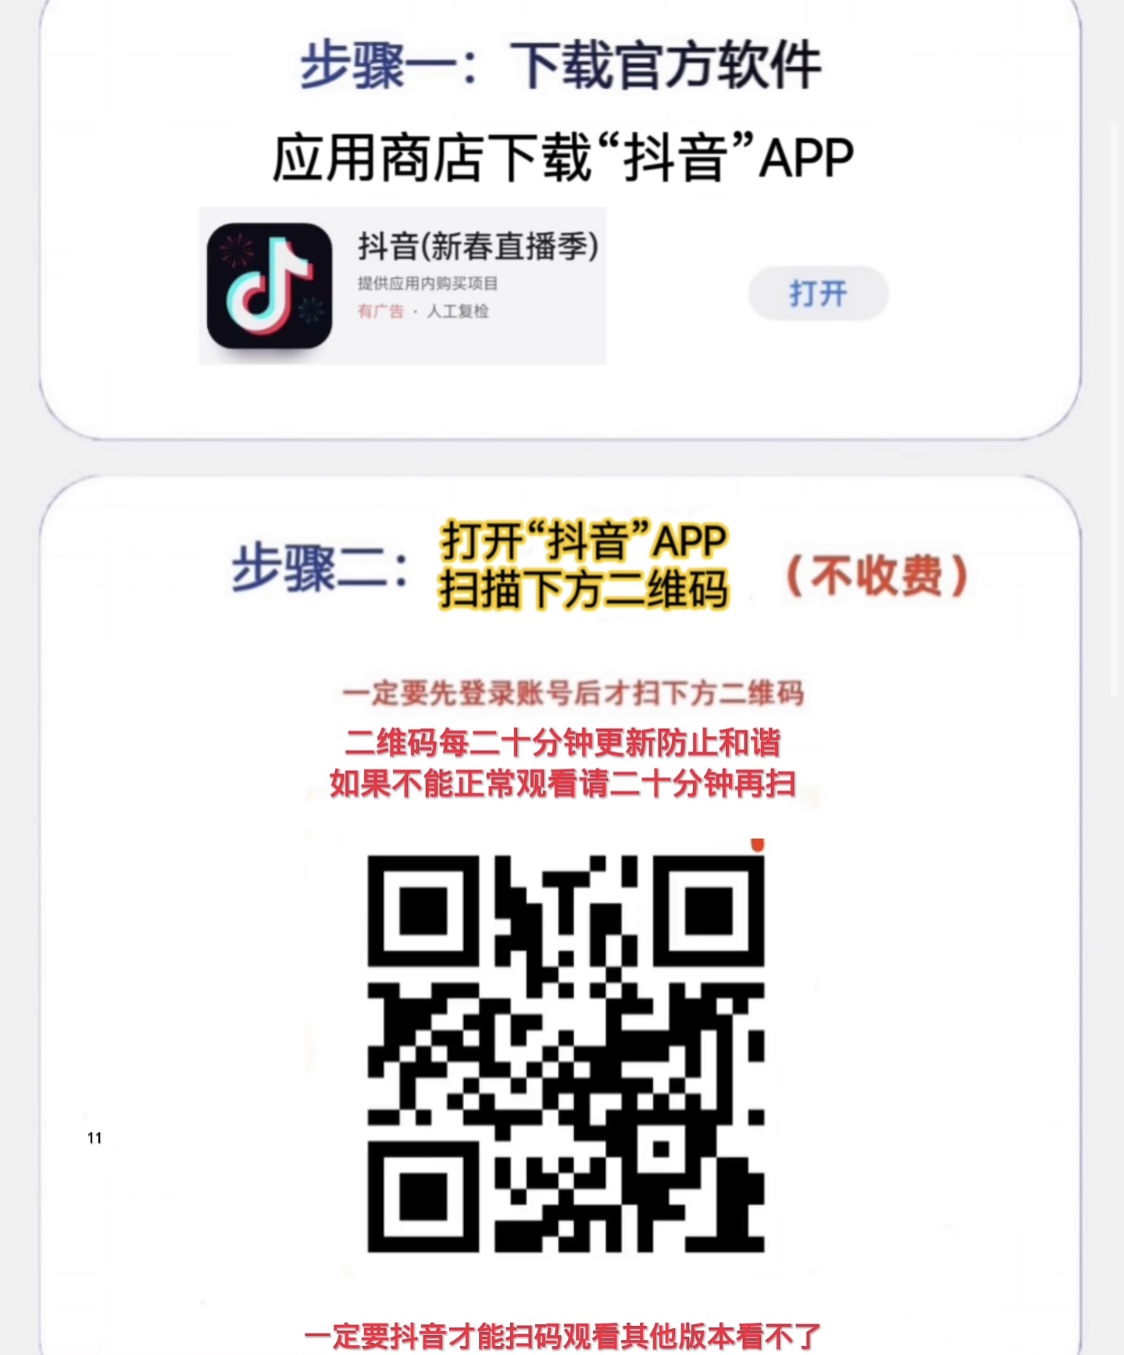 步骤一：下载官方软件
应用商店下载“抖音”APP
抖音(新春直播季)
提供应用内购买项目
有广告 · 人工复检
打开
步骤二：
打开“抖音”APP
扫描下方二维码
（不收费）
一定要先登录账号后才扫下方二维码
二维码每二十分钟更新防止和谐
如果不能正常观看请二十分钟再扫
11
一定要抖音才能扫码观看其他版本看不了